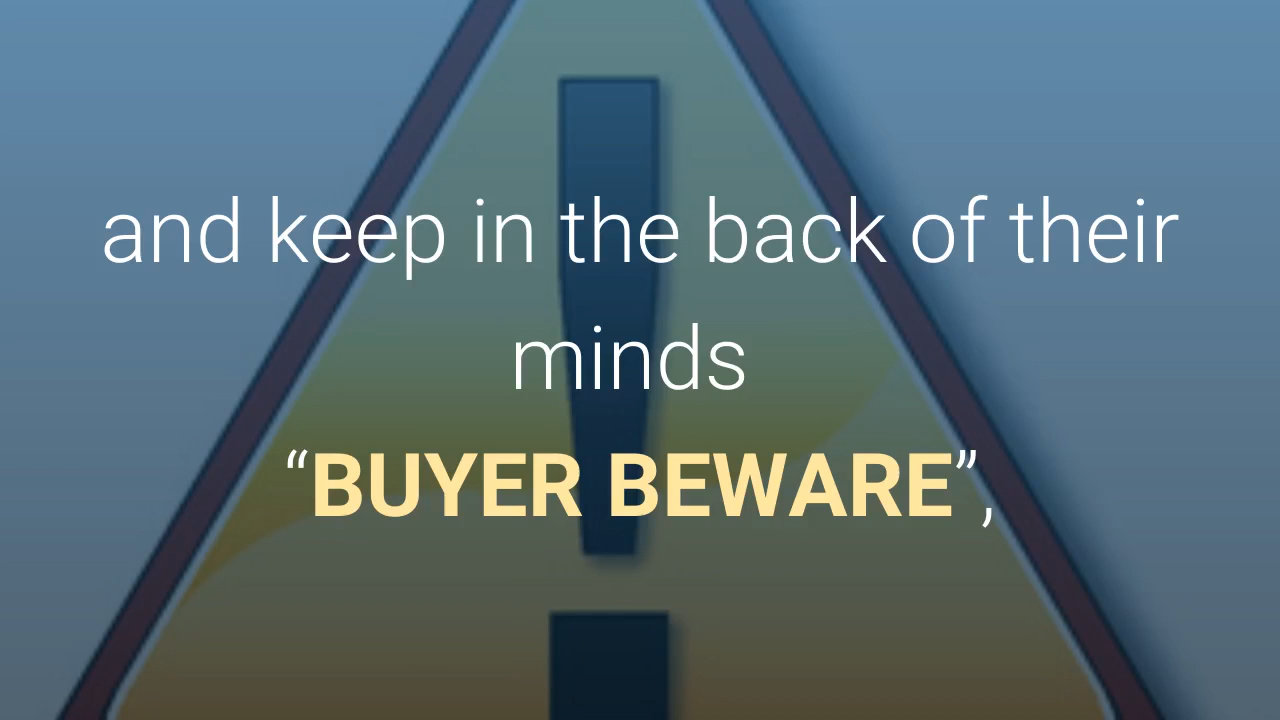 and keep in the back of their
minds
“BUYER BEWARE”,